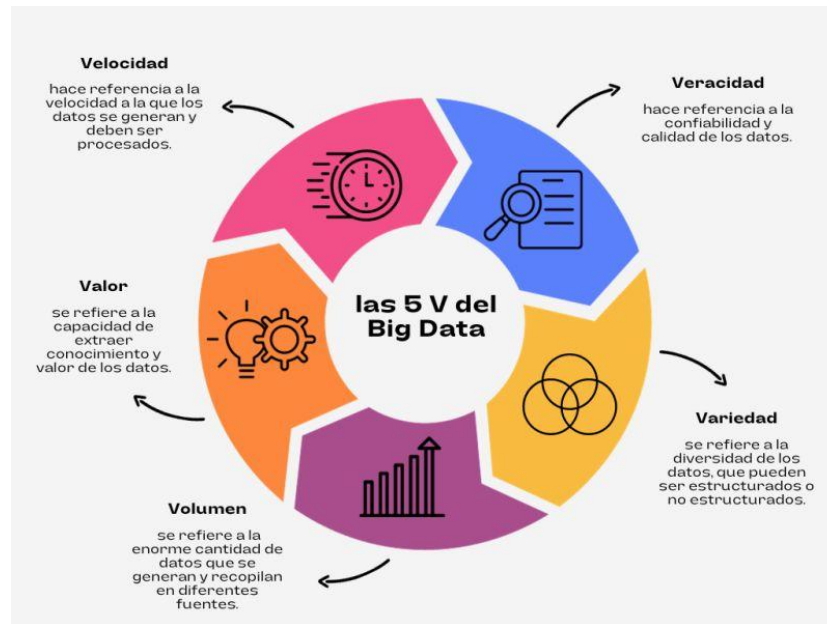 Velocidad
hace referencia a la
velocidad a la que los
datos se generan y
deben ser
procesados.
Veracidad
hace referencia a la
confiabilidad y
calidad de los datos.
las 5 V del
Big Data
Valor
se refiere a la
capacidad de
extraer
conocimiento y
valor de los datos.
Variedad
se refiere a la
diversidad de los
datos, que pueden
ser estructurados o
no estructurados.
Volumen
se refiere a la
enorme cantidad de
datos que se
generan y recopilan
en diferentes
fuentes.